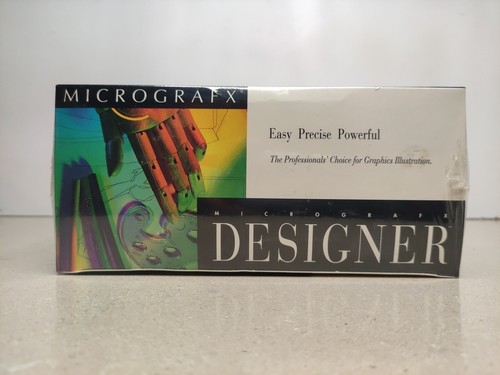 MICROGRAFX
Easy Precise Powerful
The Professionals' Choice for Graphics Illustration.
MICROGRAFX
DESIGNER